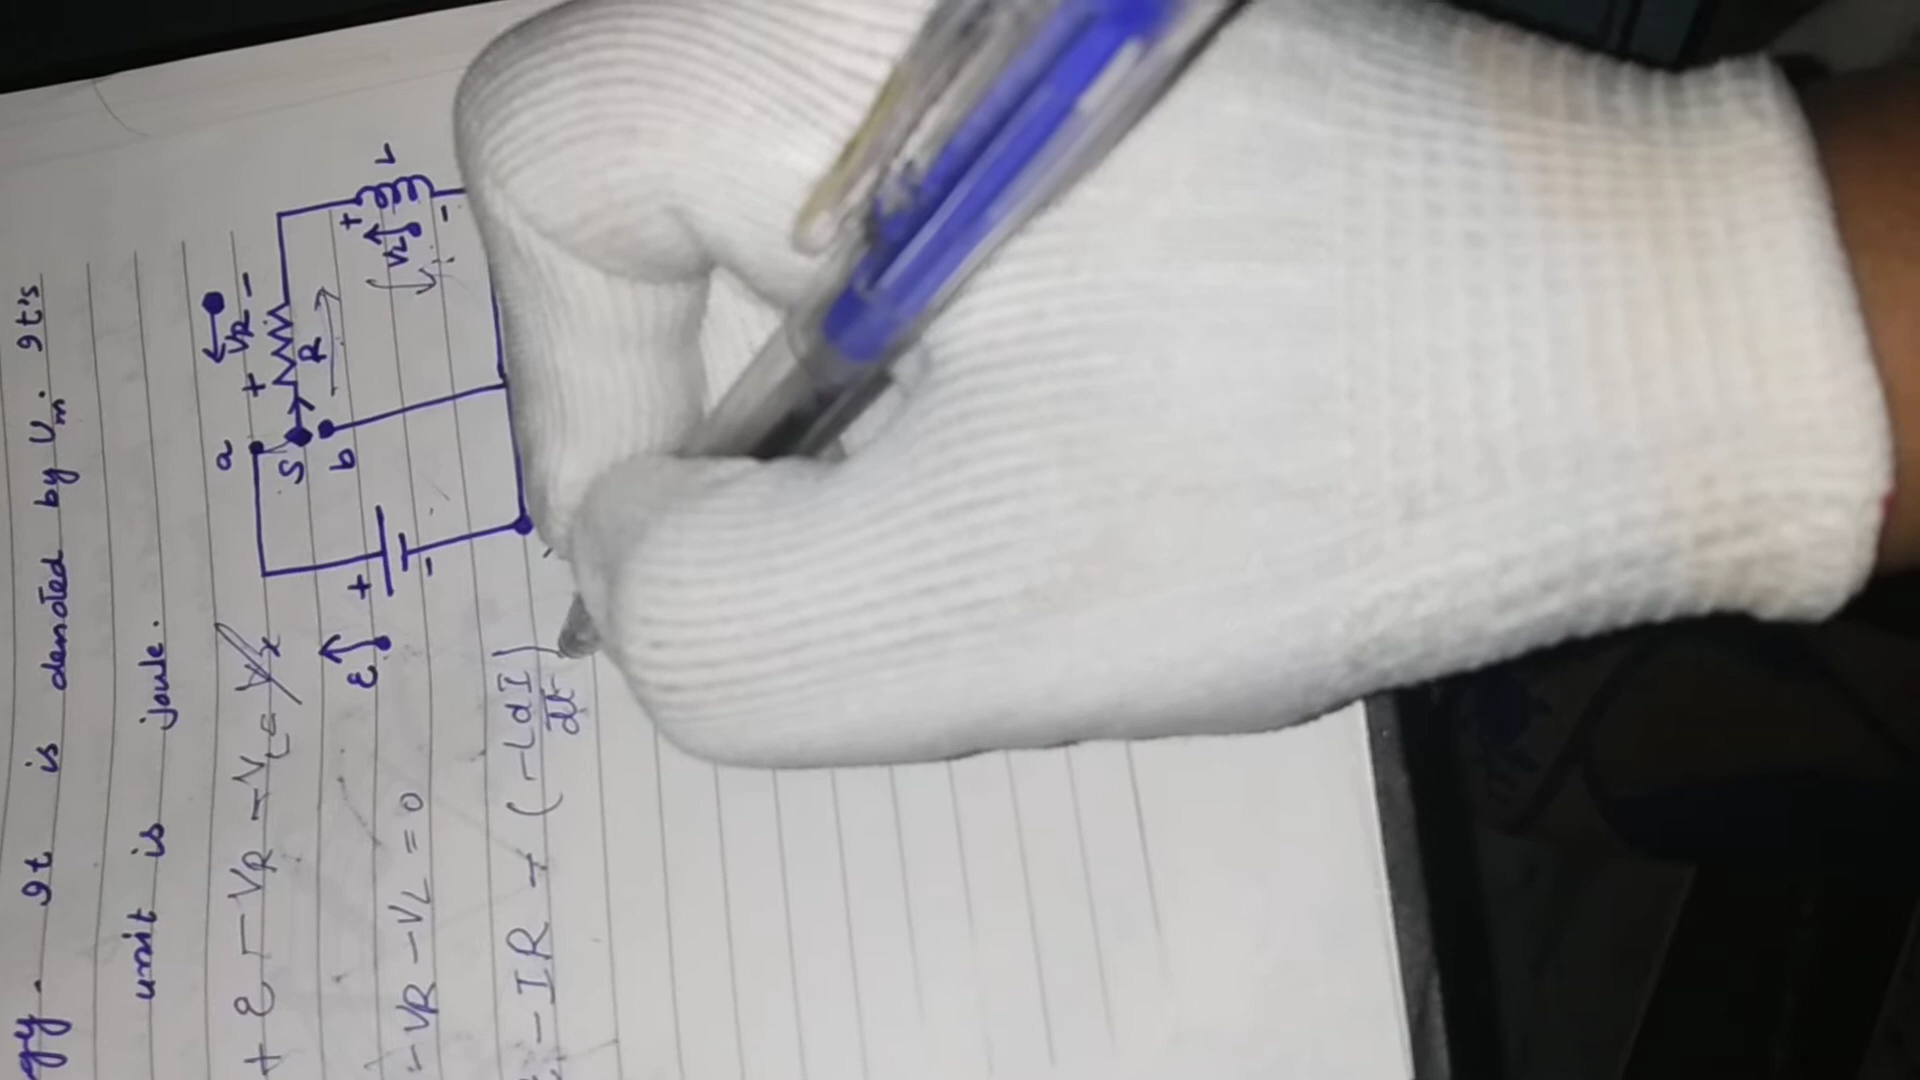 gy. It is denoted by Um. It's
unit is joule.
+ ε - VR - VL =
- VR - VL = 0
- IR + (-L dI/dt)
a
+ VR -
S
R
b
+
VL
-
L
i
ε
+
-